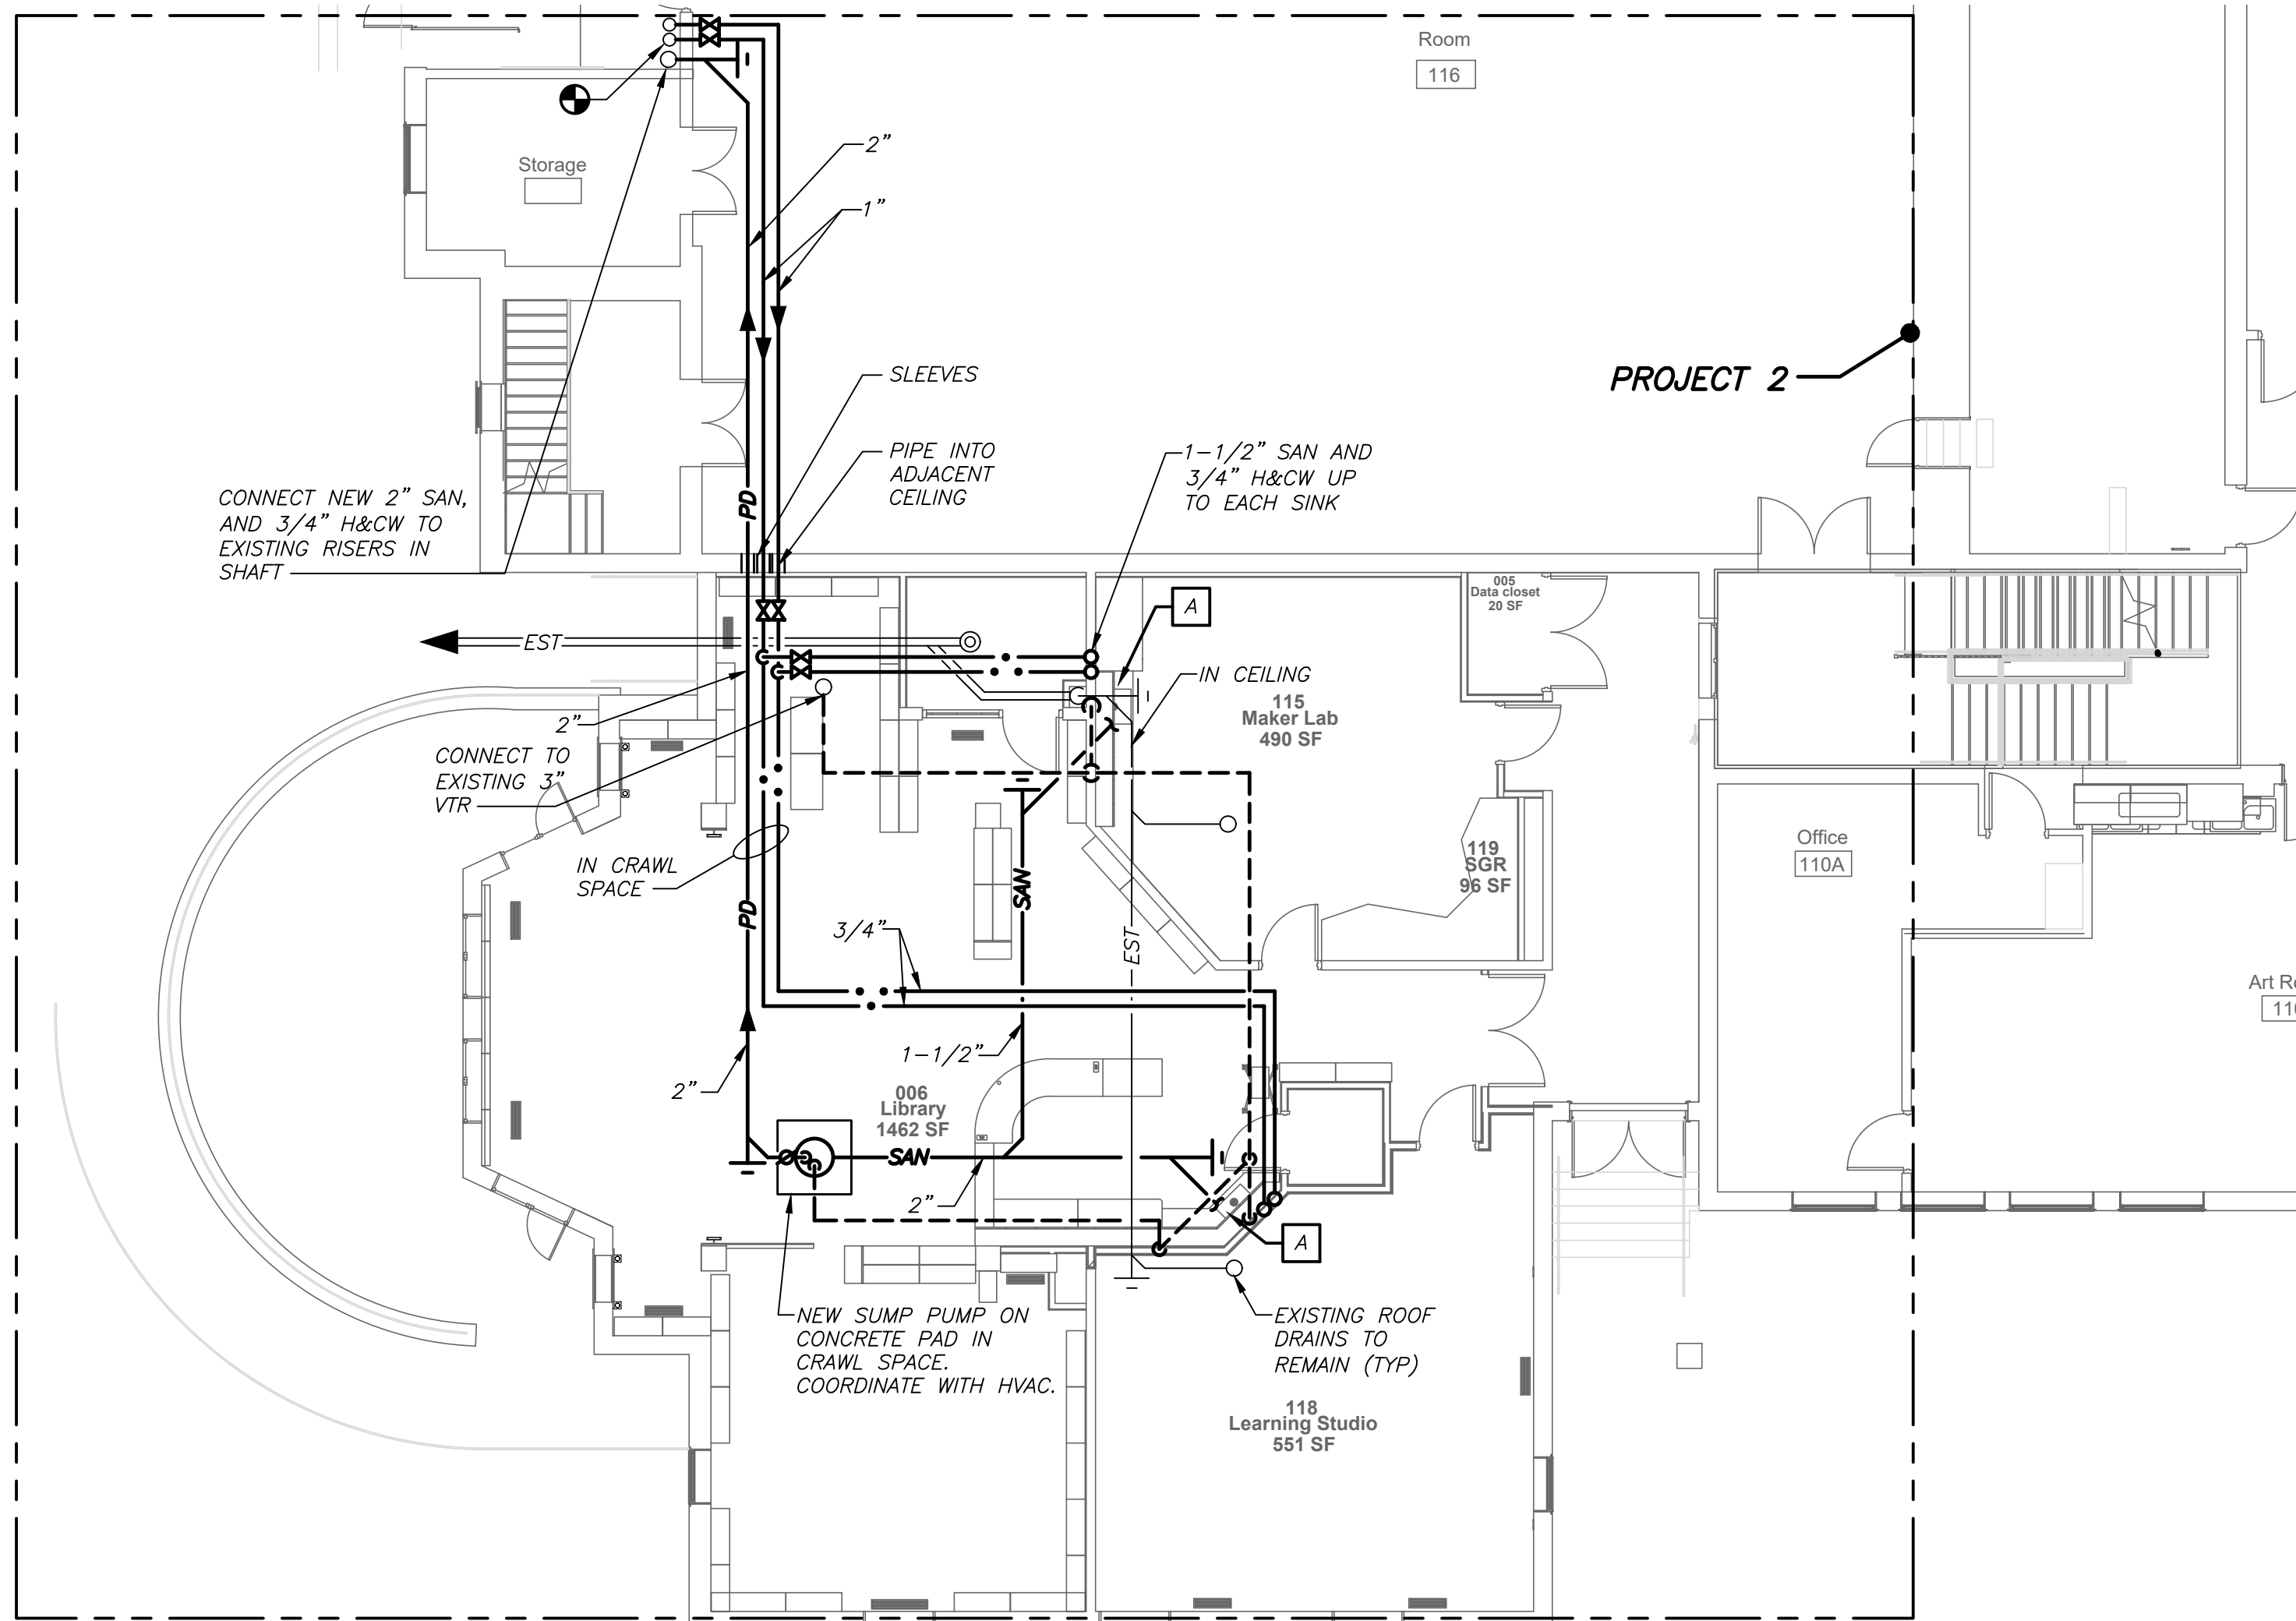 Room
116
Storage
2”
1”
SLEEVES
PROJECT 2
PIPE INTO
ADJACENT
CEILING
1-1/2” SAN AND
3/4” H&CW UP
TO EACH SINK
CONNECT NEW 2” SAN,
AND 3/4” H&CW TO
EXISTING RISERS IN
SHAFT
PD
005
Data closet
20 SF
A
EST
IN CEILING
115
Maker Lab
490 SF
2”
CONNECT TO
EXISTING 3”
VTR
IN CRAWL
SPACE
SAN
119
SGR
96 SF
Office
110A
PD
3/4”
EST
1-1/2”
2”
006
Library
1462 SF
SAN
2”
A
NEW SUMP PUMP ON
CONCRETE PAD IN
CRAWL SPACE.
COORDINATE WITH HVAC.
EXISTING ROOF
DRAINS TO
REMAIN (TYP)
118
Learning Studio
551 SF
Art